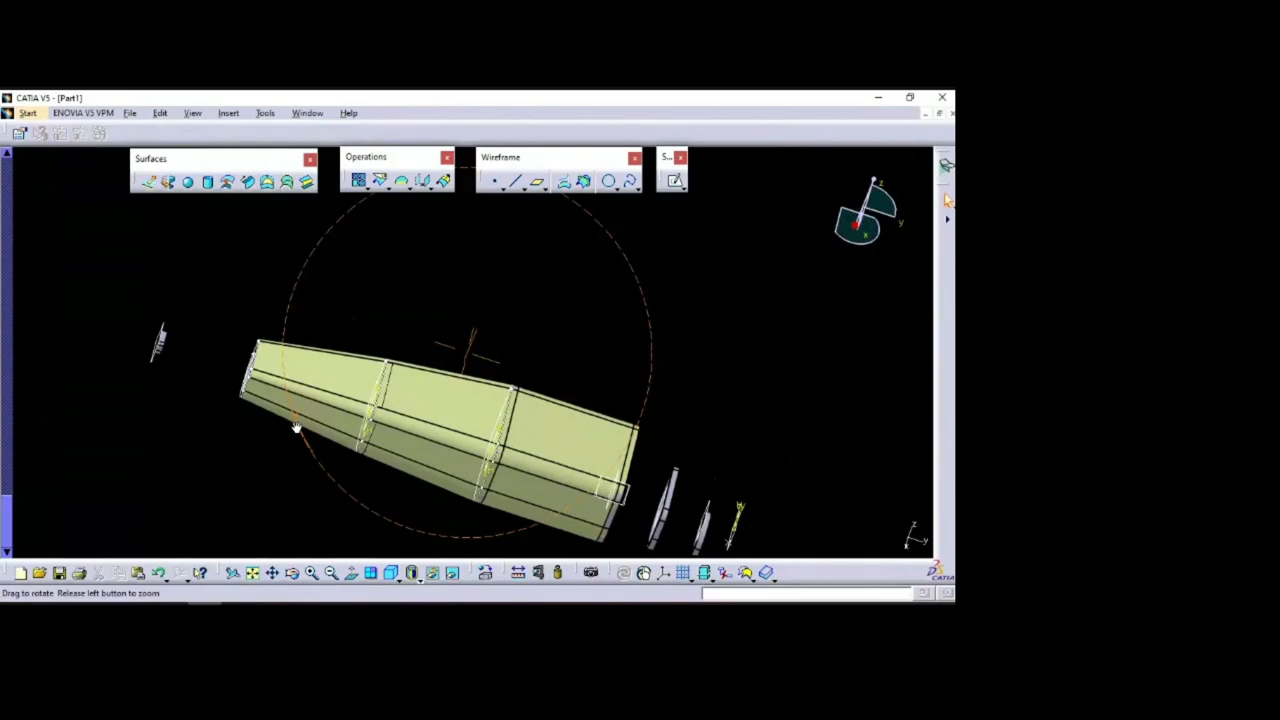 CATIA V5 - [Part1]
Start ENOVIA V5 VPM File Edit View Insert Tools Window Help
Surfaces
Operations
Wireframe
S...
z
y
x
z
y
CATIA
Drag to rotate Release left button to zoom